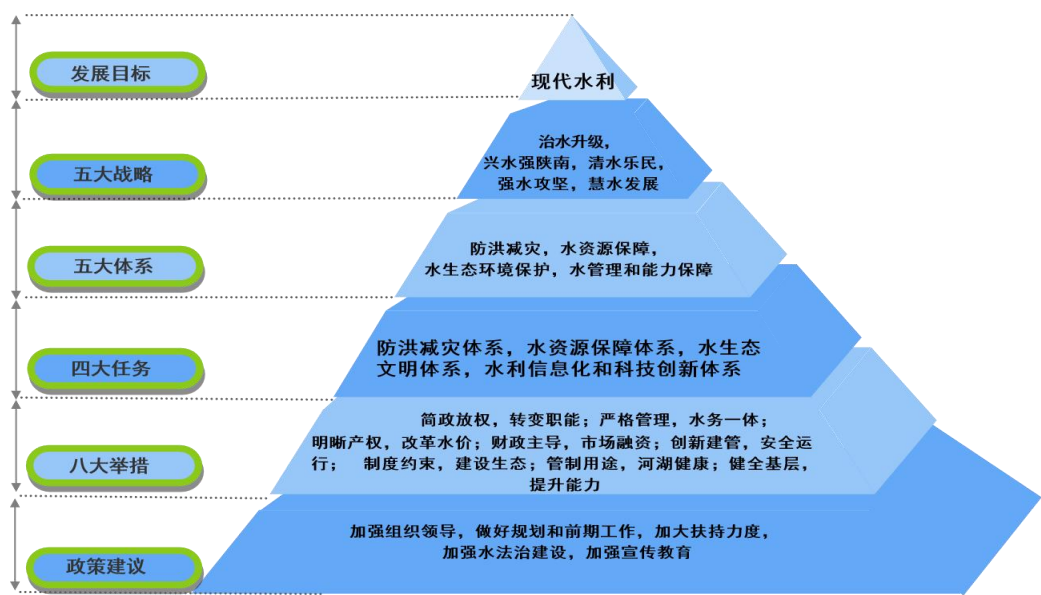 发展目标
现代水利
五大战略
治水升级，
兴水强陕南，清水乐民，
强水攻坚，慧水发展
五大体系
防洪减灾，水资源保障，
水生态环境保护，水管理和能力保障
四大任务
防洪减灾体系，水资源保障体系，水生态
文明体系，水利信息化和科技创新体系
八大举措
简政放权，转变职能；严格管理，水务一体；
明晰产权，改革水价；财政主导，市场融资；创新建管，安全运
行； 制度约束，建设生态；管制用途，河湖健康；健全基层，
提升能力
政策建议
加强组织领导，做好规划和前期工作，加大扶持力度，
加强水法治建设，加强宣传教育